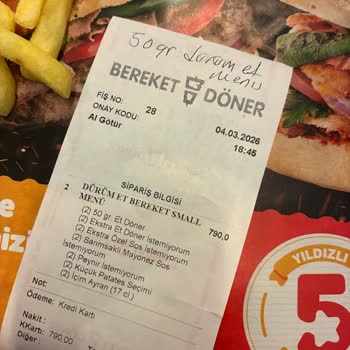 50gr dürüm et
menü
BEREKET DÖNER
FİŞ NO: 28
ONAY KODU:
Al Götür
04.03.2026
18:45
SİPARİŞ BİLGİSİ
2 DÜRÜM ET BEREKET SMALL 790,0
MENÜ
(2) 50 gr. Et Döner
(2) Ekstra Et Döner İstemiyorum
(2) Ekstra Özel Sos İstemiyorum
(2) Sarımsaklı Mayonez Sos
İstemiyorum
(2) Peynir İstemiyorum
(2) Küçük Patates Seçimi
(2) İçim Ayran (17 cl)
Not:
Ödeme: Kredi Kartı
Nakit :
KKartı: 790.00
Diğer :
YILDIZLI
5